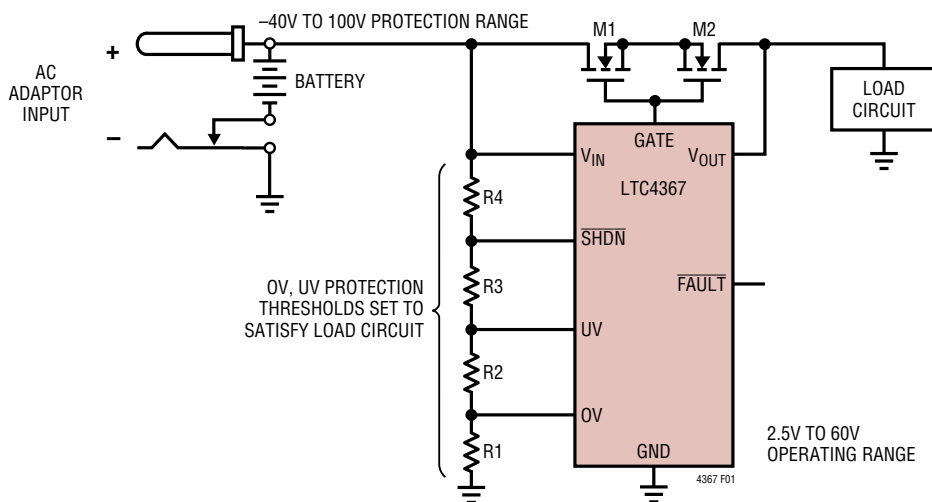 –40V TO 100V PROTECTION RANGE
M1
M2
+
AC
ADAPTOR
INPUT
BATTERY
LOAD
CIRCUIT
–
GATE
VIN
VOUT
LTC4367
R4
SHDN
R3
OV, UV PROTECTION
THRESHOLDS SET TO
SATISFY LOAD CIRCUIT
FAULT
UV
R2
OV
R1
GND
2.5V TO 60V
OPERATING RANGE
4367 F01